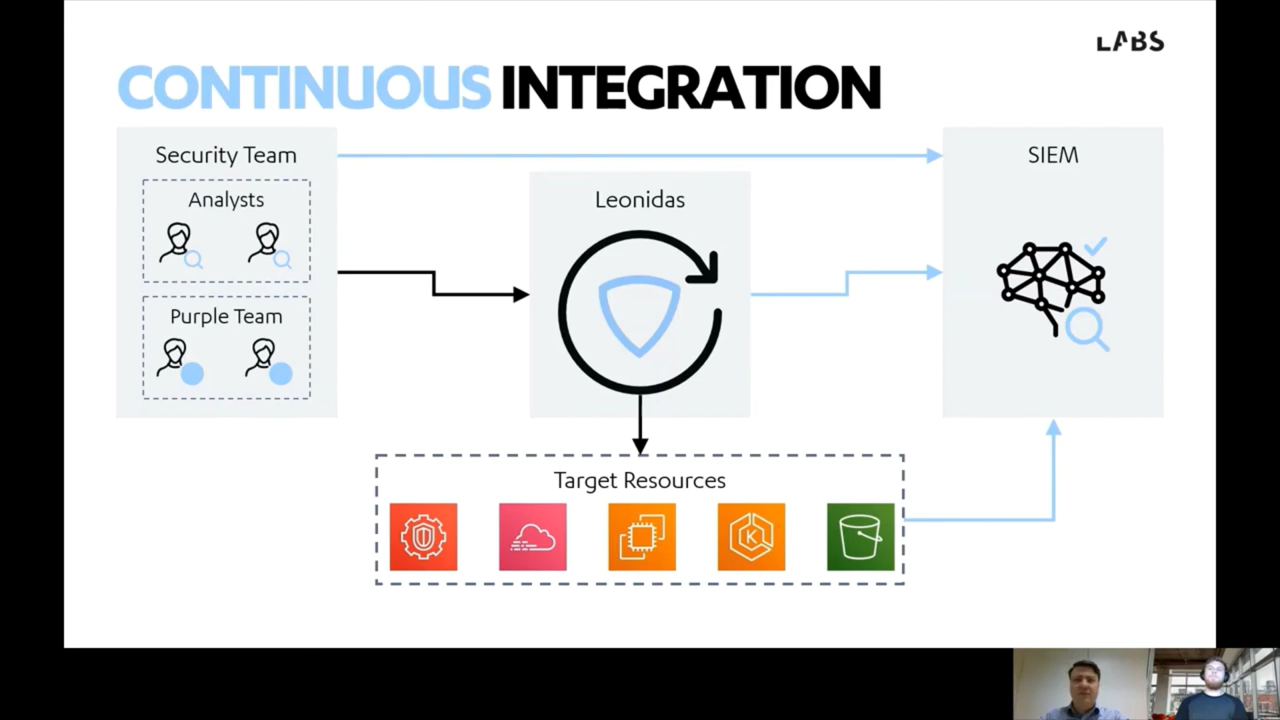 LABS
CONTINUOUS INTEGRATION
Security Team
SIEM
Analysts
Leonidas
Purple Team
Target Resources
K